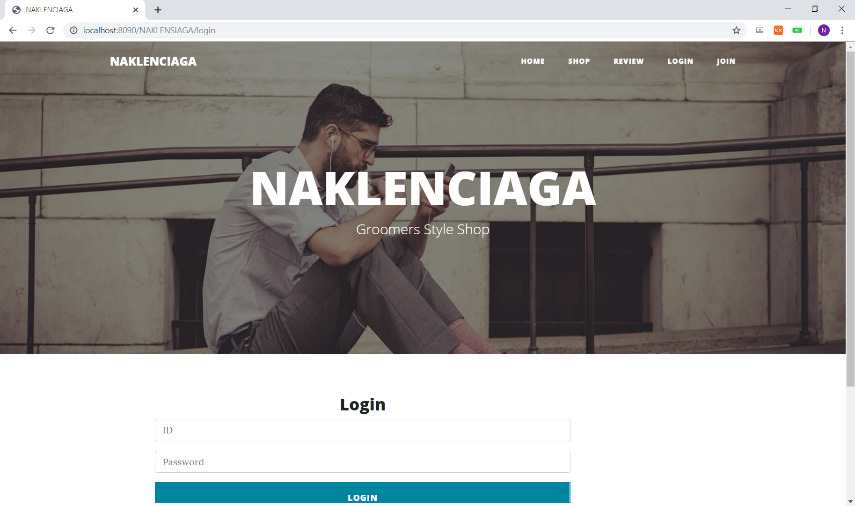 NAKLENCIAGA
localhost:8090/NAKLENSIAGA/login
N
NAKLENCIAGA
HOME SHOP REVIEW LOGIN JOIN
NAKLENCIAGA
Groomers Style Shop
Login
ID
Password
LOGIN